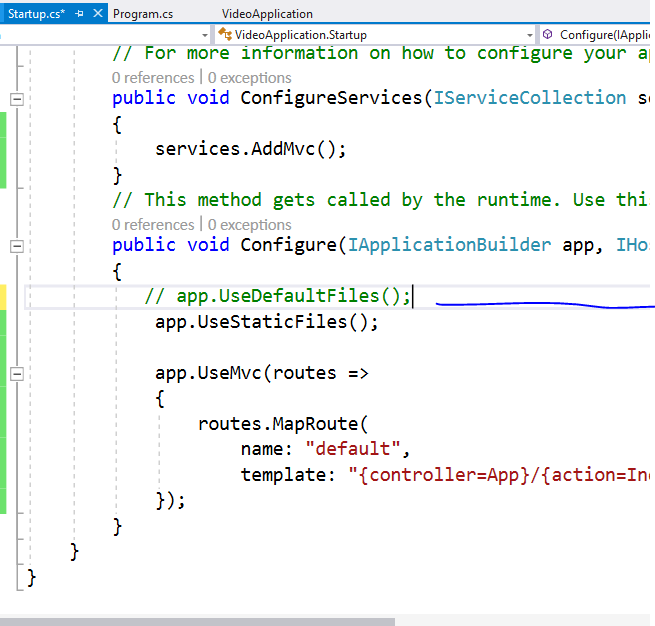 Startup.cs* Program.cs VideoApplication
VideoApplication.Startup Configure(IApplic
// For more information on how to configure your a
0 references | 0 exceptions
public void ConfigureServices(IServiceCollection se
{
services.AddMvc();
}
// This method gets called by the runtime. Use thi
0 references | 0 exceptions
public void Configure(IApplicationBuilder app, IHo
{
// app.UseDefaultFiles();
app.UseStaticFiles();
app.UseMvc(routes =>
{
routes.MapRoute(
name: "default",
template: "{controller=App}/{action=In
});
}
}
}